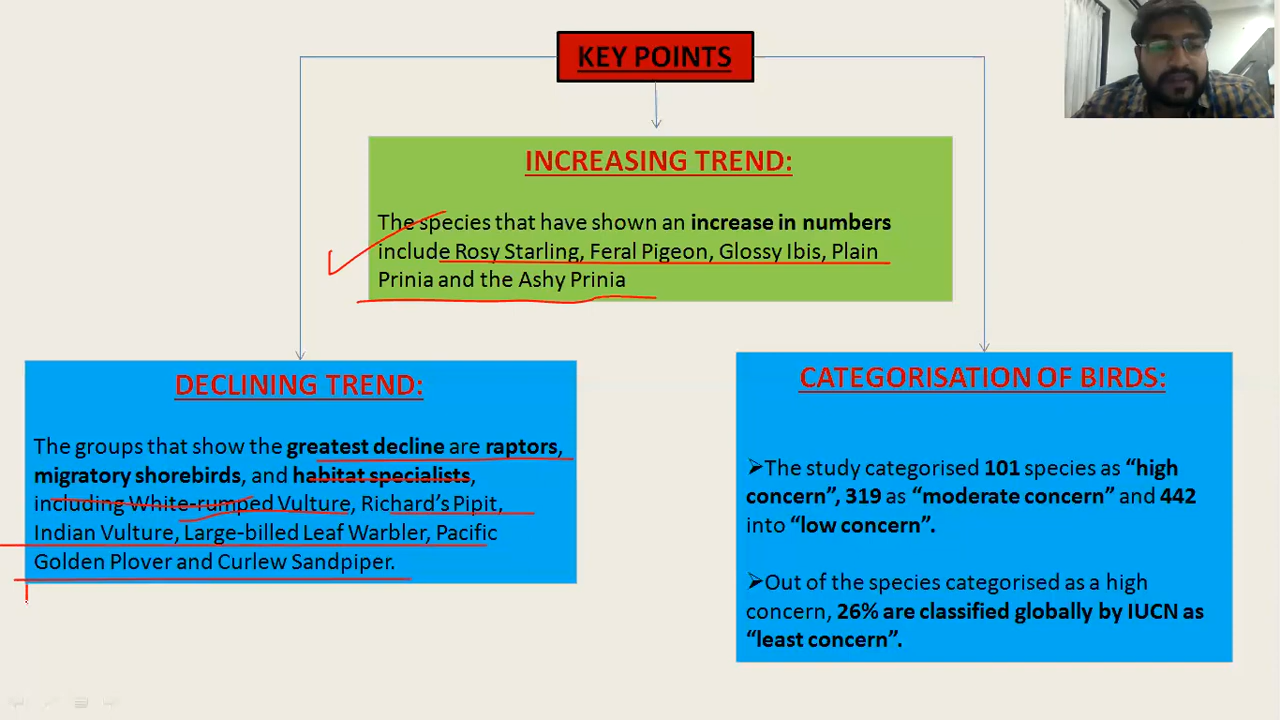 KEY POINTS
INCREASING TREND:
The species that have shown an increase in numbers
include Rosy Starling, Feral Pigeon, Glossy Ibis, Plain
Prinia and the Ashy Prinia
DECLINING TREND:
The groups that show the greatest decline are raptors,
migratory shorebirds, and habitat specialists,
including White-rumped Vulture, Richard's Pipit,
Indian Vulture, Large-billed Leaf Warbler, Pacific
Golden Plover and Curlew Sandpiper.
CATEGORISATION OF BIRDS:
➢The study categorised 101 species as “high
concern”, 319 as “moderate concern” and 442
into “low concern”.
➢Out of the species categorised as a high
concern, 26% are classified globally by IUCN as
“least concern”.